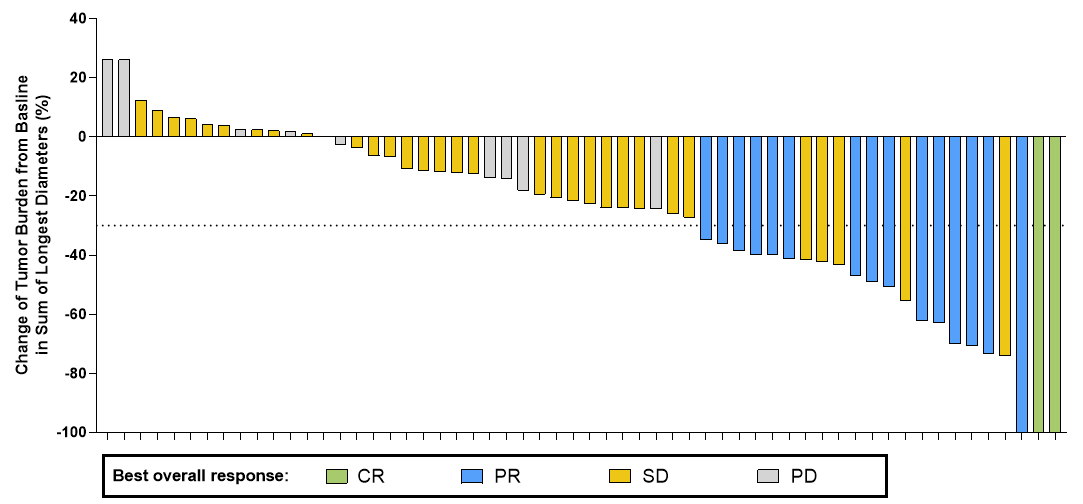 Change of Tumor Burden from Basline
in Sum of Longest Diameters (%)
40
20
0
-20
-40
-60
-80
-100
Best overall response: CR PR SD PD